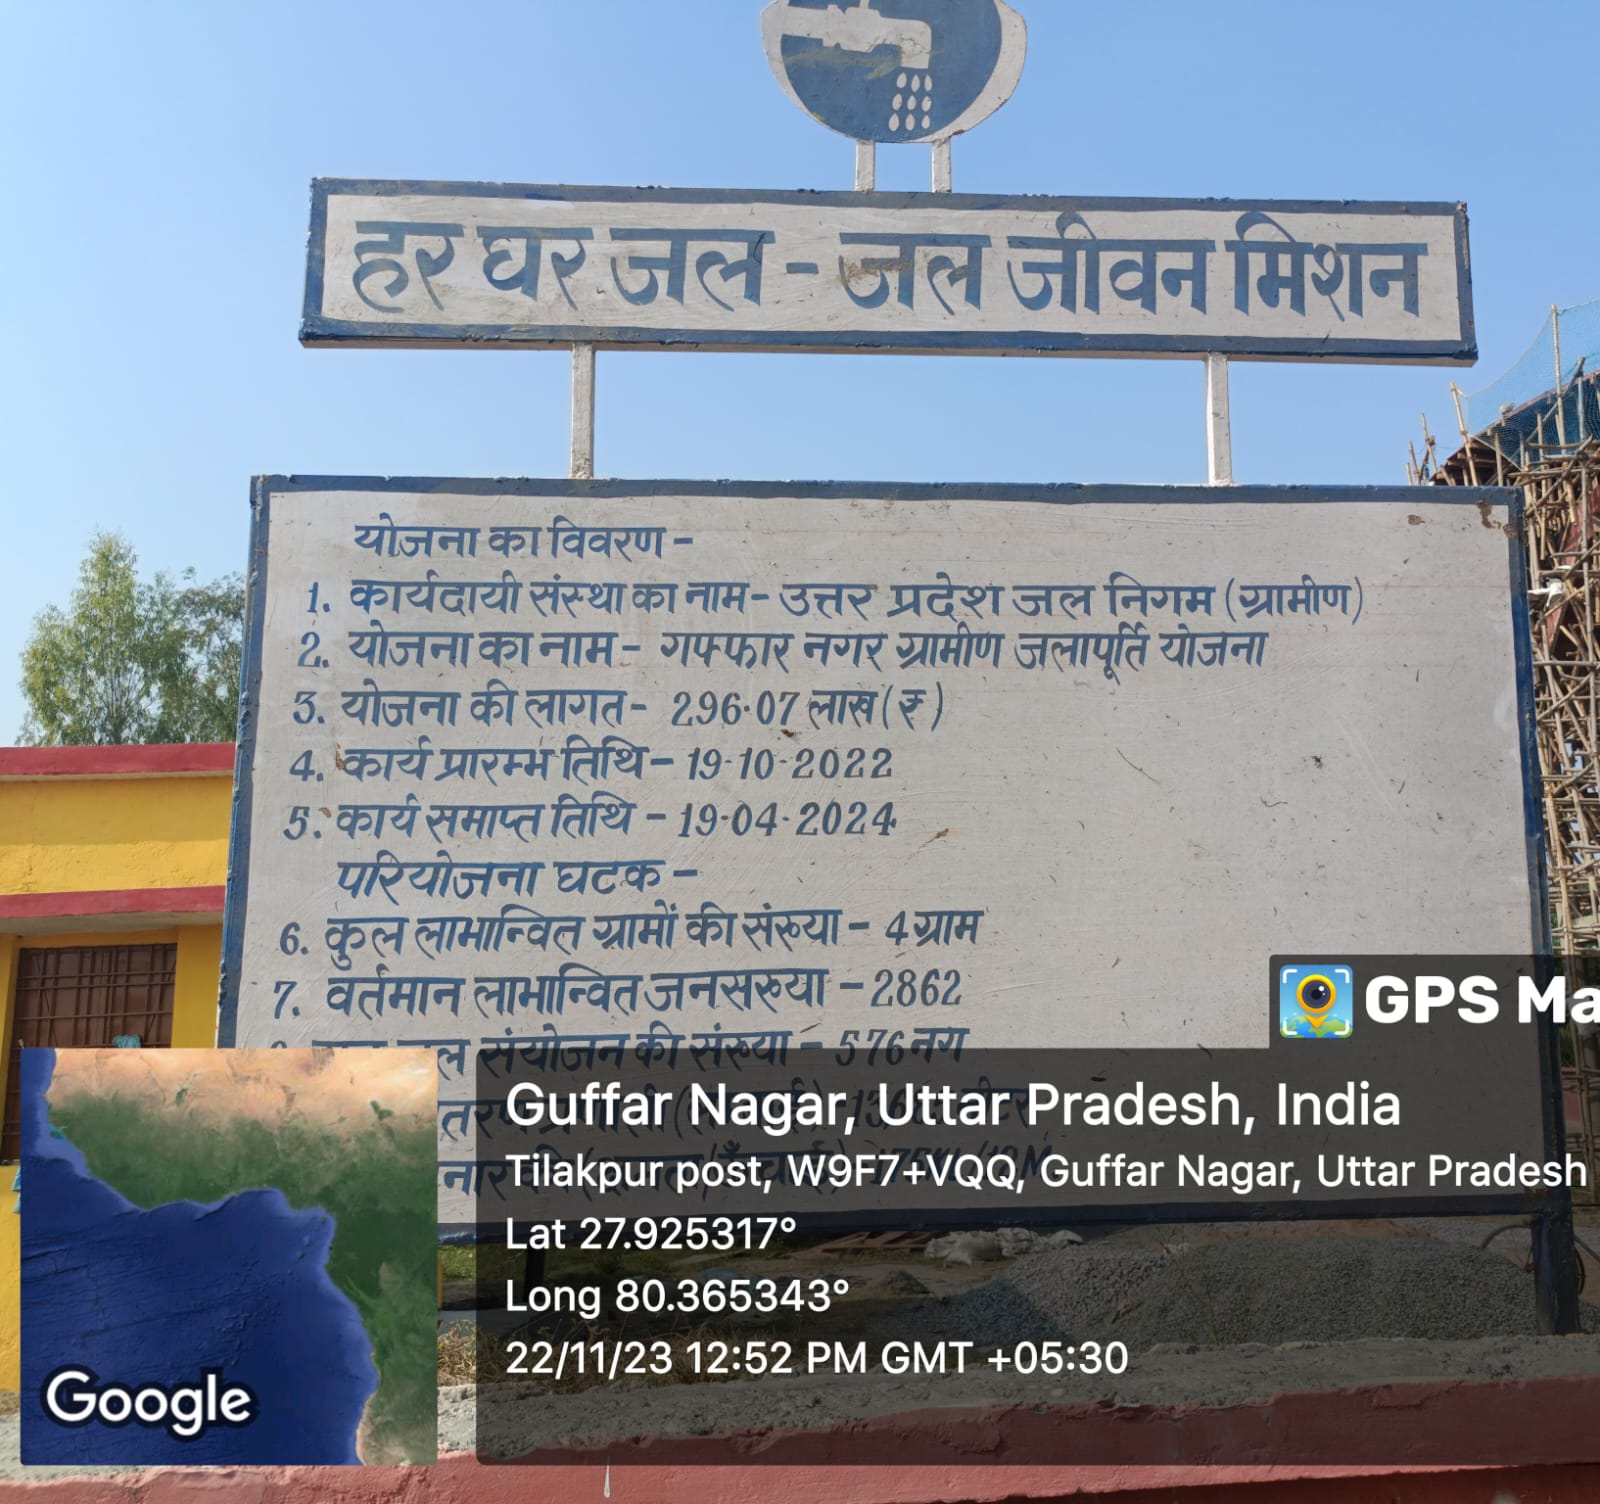 हर घर जल - जल जीवन मिशन
योजना का विवरण -
1. कार्यदायी संस्था का नाम - उत्तर प्रदेश जल निगम (ग्रामीण)
2. योजना का नाम - गफ्फार नगर ग्रामीण जलापूर्ति योजना
3. योजना की लागत - 296.07 लाख (₹)
4. कार्य प्रारम्भ तिथि - 19-10-2022
5. कार्य समाप्त तिथि - 19-04-2024
परियोजना घटक -
6. कुल लाभान्वित ग्रामों की संख्या - 4 ग्राम
7. वर्तमान लाभान्वित जनसख्या - 2862
संयोजन की संख्या - 576 नग
GPS Ma
Guffar Nagar, Uttar Pradesh, India
Tilakpur post, W9F7+VQQ, Guffar Nagar, Uttar Pradesh
Lat 27.925317°
Long 80.365343°
22/11/23 12:52 PM GMT +05:30
Google